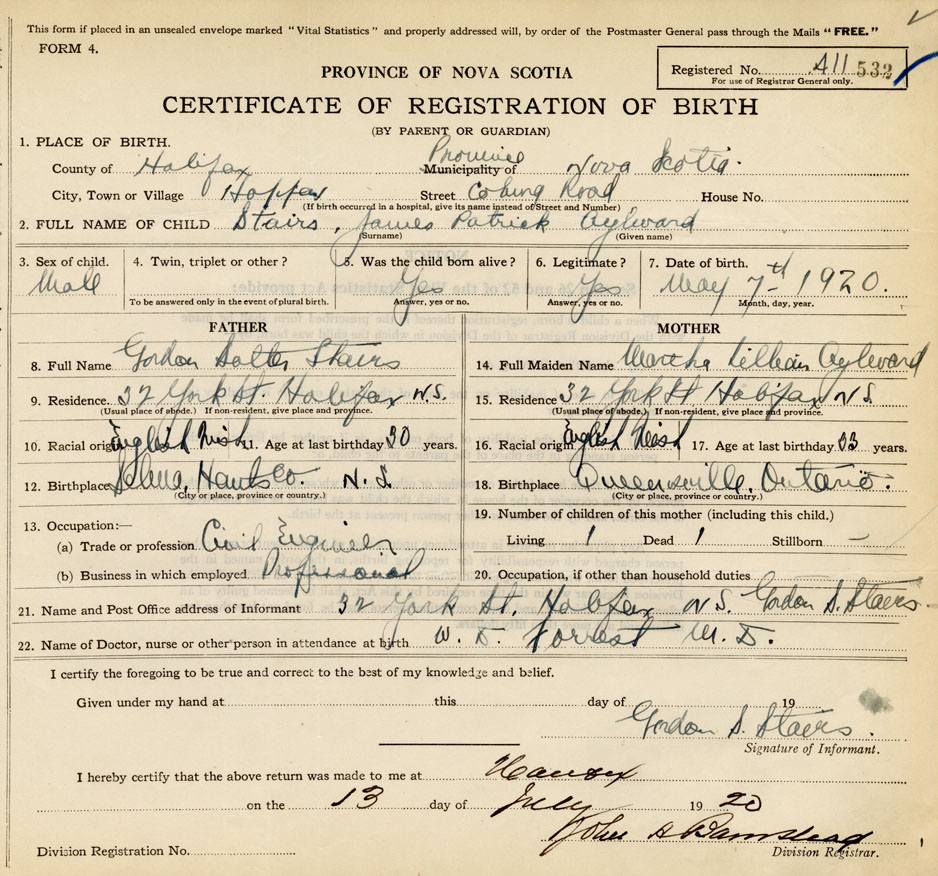 This form if placed in an unsealed envelope marked "Vital Statistics" and properly addressed will, by order of the Postmaster General pass through the Mails "FREE."
FORM 4.
PROVINCE OF NOVA SCOTIA
Registered No. 532
For use of Registrar General only.
CERTIFICATE OF REGISTRATION OF BIRTH
(BY PARENT OR GUARDIAN)
1. PLACE OF BIRTH.
County of Halifax Province Municipality of Nova Scotia.
City, Town or Village Street Coburg Road House No.
(If birth occurred in a hospital, give its name instead of Street and Number)
2. FULL NAME OF CHILD Stairs, James Patrick Aylward
(Surname) (Given name)
3. Sex of child. Male 4. Twin, triplet or other? 5. Was the child born alive? Yes 6. Legitimate? Yes 7. Date of birth. May 7th 1920.
To be answered only in the event of plural birth. Answer, yes or no. Answer, yes or no. Month, day, year.
FATHER MOTHER
8. Full Name Gordon Salter Stairs 14. Full Maiden Name Martha Lillian Aylward
9. Residence 32 York St. Halifax N.S. 15. Residence 32 York St Halifax N.S.
(Usual place of abode.) If non-resident, give place and province. (Usual place of abode.) If non-resident, give place and province.
10. Racial origin English Irish 11. Age at last birthday 30 years. 16. Racial origin English Irish 17. Age at last birthday 33 years.
12. Birthplace Selma, Hants Co. N.S. 18. Birthplace Queensville, Ontario.
(City or place, province or country.) (City or place, province or country.)
13. Occupation:— 19. Number of children of this mother (including this child.)
(a) Trade or profession Civil Engineer Living 1 Dead 1 Stillborn —
(b) Business in which employed Professional 20. Occupation, if other than household duties
21. Name and Post Office address of Informant 32 York St. Halifax N.S. Gordon S. Stairs
22. Name of Doctor, nurse or other person in attendance at birth W. D. Forrest M.D.
I certify the foregoing to be true and correct to the best of my knowledge and belief.
Given under my hand at this day of 19
Gordon S. Stairs.
Signature of Informant.
I hereby certify that the above return was made to me at
on the 13 day of July 1920
John H Barnstead
Division Registration No. Division Registrar.